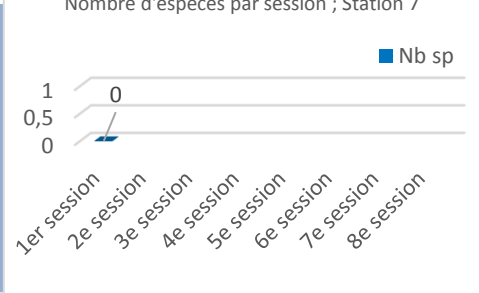 Nombre d'espèces par session ; Station 7
Nb sp
1
0,5
0
0
1er session
2e session
3e session
4e session
5e session
6e session
7e session
8e session